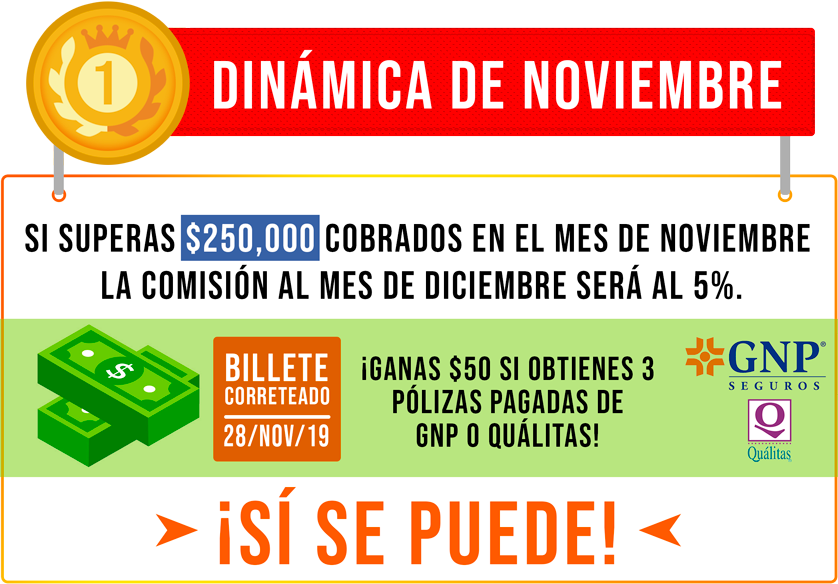 1
DINÁMICA DE NOVIEMBRE
SI SUPERAS $250,000 COBRADOS EN EL MES DE NOVIEMBRE
LA COMISIÓN AL MES DE DICIEMBRE SERÁ AL 5%.
$
BILLETE
CORRETEADO
28/NOV/19
¡GANAS $50 SI OBTIENES 3
PÓLIZAS PAGADAS DE
GNP O QUÁLITAS!
GNP®
SEGUROS
Q
Quálitas
¡SÍ SE PUEDE!